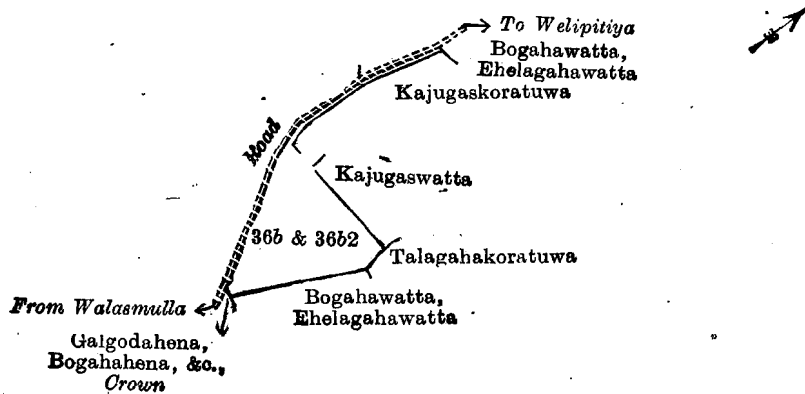 To Welipitiya
Bogahawatta,
Ehelagahawatta
Kajugaskoratuwa
Road
Kajugaswatta
36b & 36b2
Talagahakoratuwa
From Walasmulla
Bogahawatta,
Ehelagahawatta
Galgodahena,
Bogahahena, &c.,
Crown